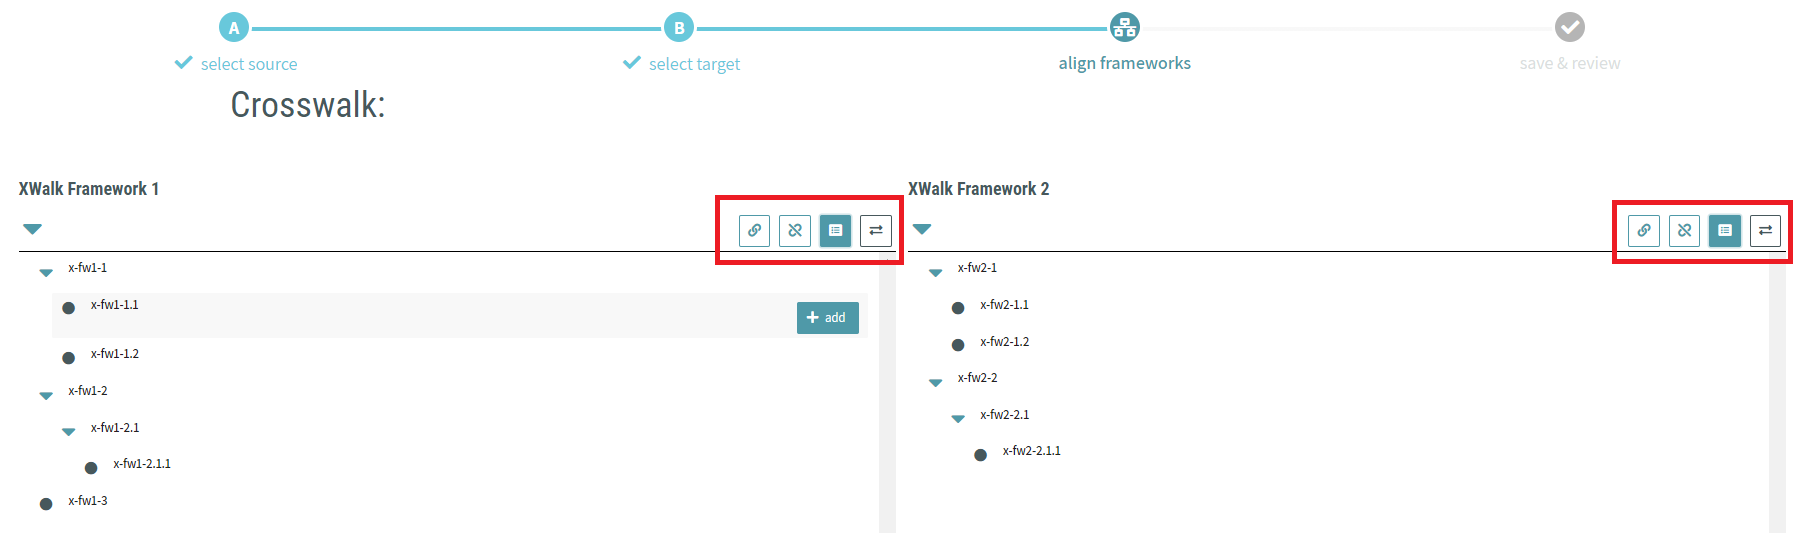 A
B
select source
select target
align frameworks
save & review
Crosswalk:
XWalk Framework 1
x-fw1-1
x-fw1-1.1
add
x-fw1-1.2
x-fw1-2
x-fw1-2.1
x-fw1-2.1.1
x-fw1-3
XWalk Framework 2
x-fw2-1
x-fw2-1.1
x-fw2-1.2
x-fw2-2
x-fw2-2.1
x-fw2-2.1.1